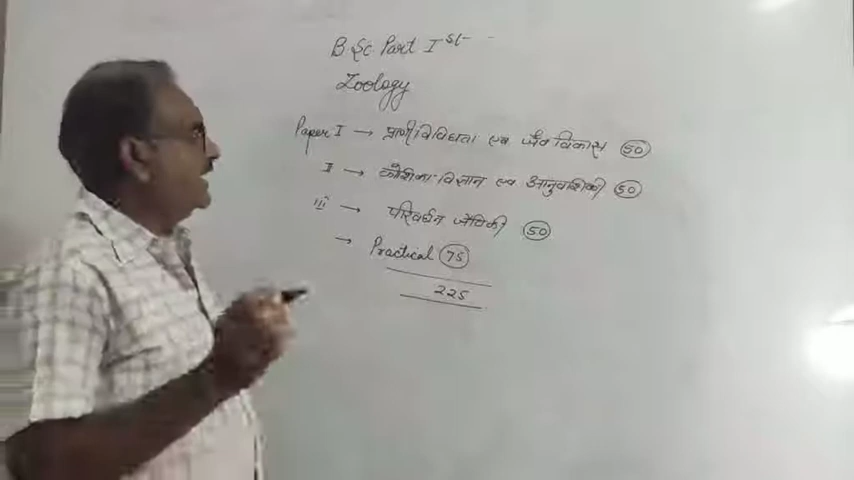 B.Sc. Part Ist
Zoology
Paper I → प्राणी विविधता एवं जैव विकास 50
II → कोशिका विज्ञान एवं आनुवांशिकी 50
III → परिवर्धन जैविकी 50
→ Practical 75
225